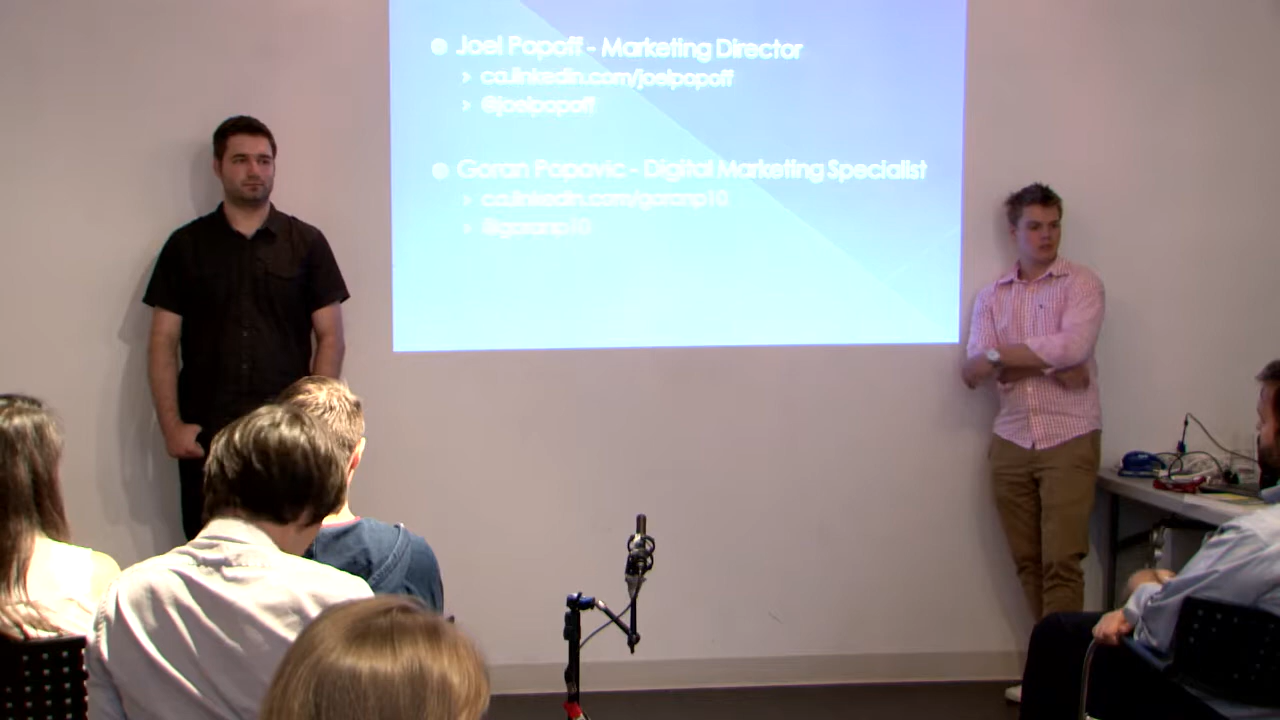 Joel Popoff - Marketing Director
ca.linkedin.com/joelpopoff
@joelpopoff
Goran Popovic - Digital Marketing Specialist
ca.linkedin.com/goranp10
@goranp10